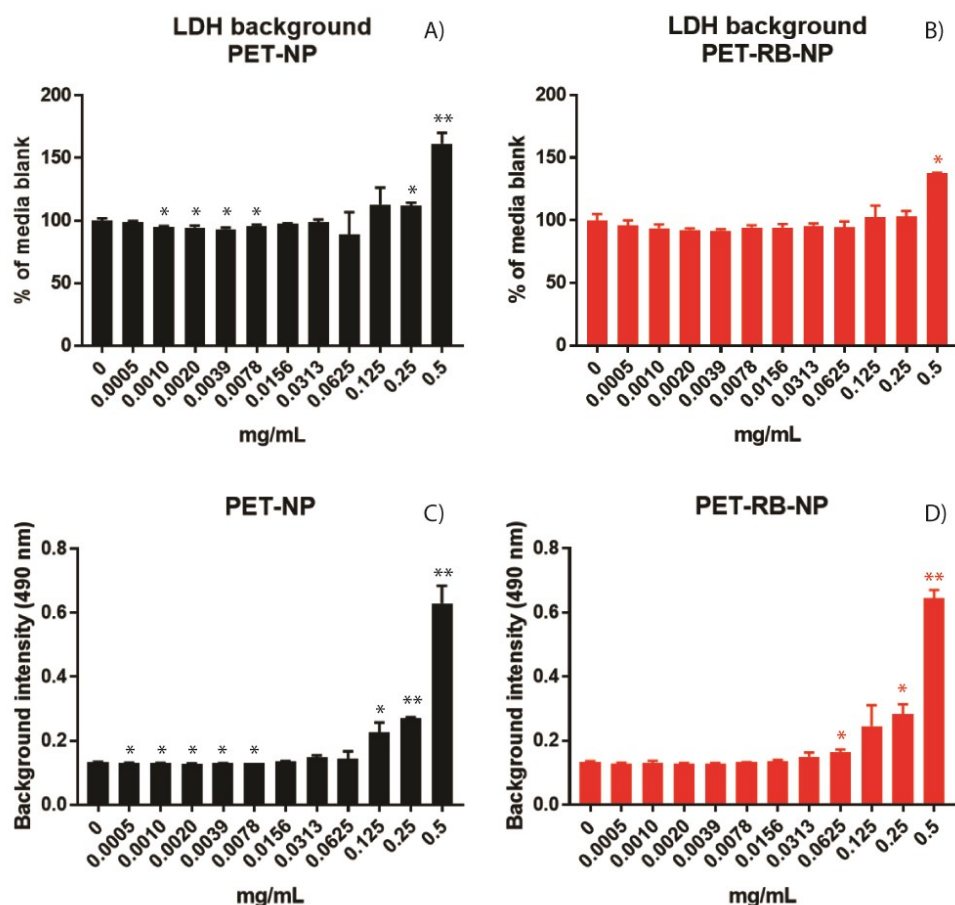 LDH background
PET-NP
A)
% of media blank
200
150
100
50
0
* * * * * **
0 0.0005 0.0010 0.0020 0.0039 0.0078 0.0156 0.0313 0.0625 0.125 0.25 0.5
mg/mL
LDH background
PET-RB-NP
B)
% of media blank
200
150
100
50
0
*
0 0.0005 0.0010 0.0020 0.0039 0.0078 0.0156 0.0313 0.0625 0.125 0.25 0.5
mg/mL
PET-NP
C)
Background intensity (490 nm)
0.8
0.6
0.4
0.2
0.0
* * * * * * ** **
0 0.0005 0.0010 0.0020 0.0039 0.0078 0.0156 0.0313 0.0625 0.125 0.25 0.5
mg/mL
PET-RB-NP
D)
Background intensity (490 nm)
0.8
0.6
0.4
0.2
0.0
* * **
0 0.0005 0.0010 0.0020 0.0039 0.0078 0.0156 0.0313 0.0625 0.125 0.25 0.5
mg/mL